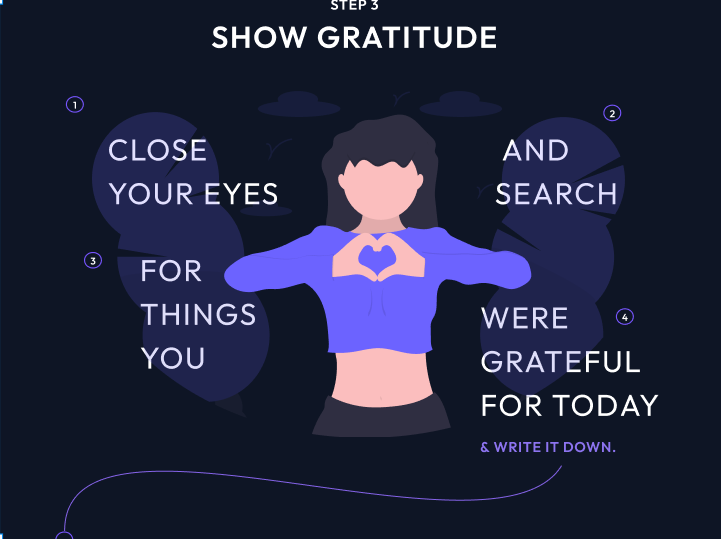 STEP 3
SHOW GRATITUDE
1
CLOSE
YOUR EYES
2
AND
SEARCH
3
FOR
THINGS
YOU
4
WERE
GRATEFUL
FOR TODAY
& WRITE IT DOWN.